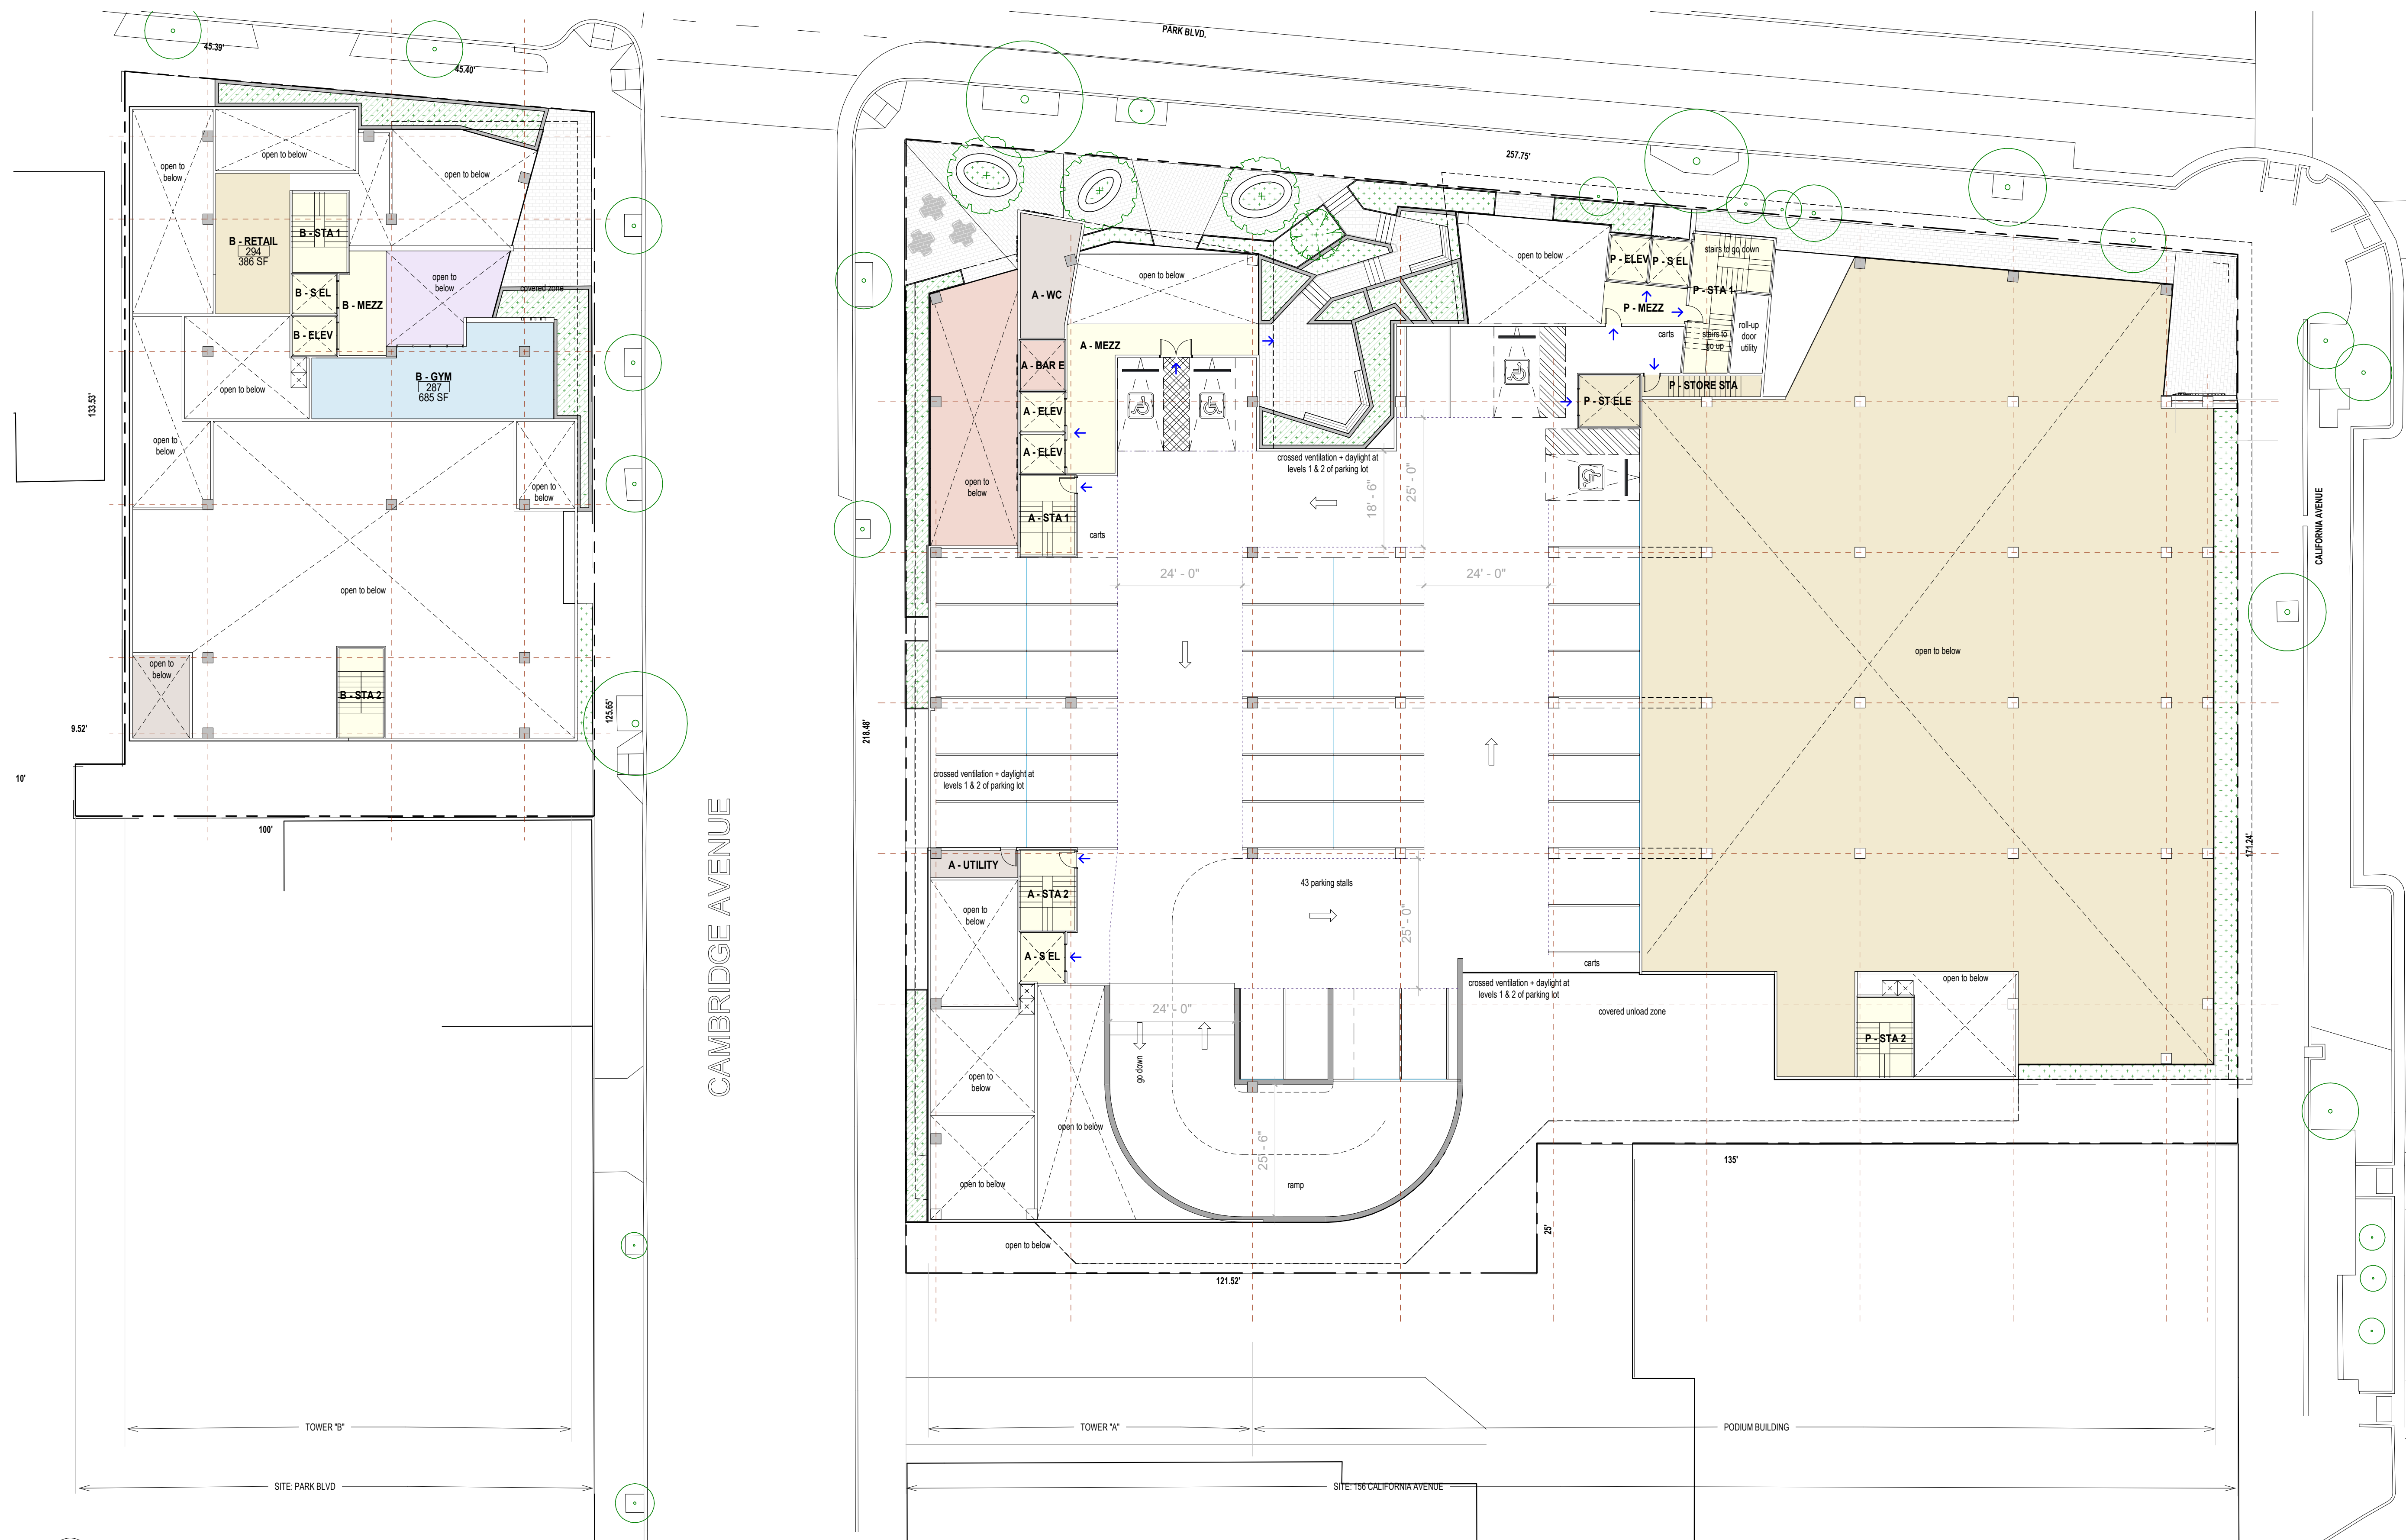 PARK BLVD.
45.39'
45.40'
257.75'
open to
below
open to below
open to below
B - RETAIL
294
386 SF
B - STA 1
B - S EL
B - MEZZ
B - ELEV
open to
below
covered zone
open to below
B - GYM
287
685 SF
open to
below
open to
below
open to below
open to
below
B - STA 2
133.53'
9.52'
10'
125.65'
100'
CAMBRIDGE AVENUE
TOWER "B"
SITE: PARK BLVD
218.48'
A - WC
open to below
A - MEZZ
A - BAR E
A - ELEV
A - ELEV
open to
below
A - STA 1
carts
open to below
P - ELEV
P - S EL
stairs to go down
P - STA 1
P - MEZZ
carts
stairs to
go up
roll-up
door
utility
P - STORE STA
P - ST ELE
crossed ventilation + daylight at
levels 1 & 2 of parking lot
18' - 6"
25' - 0"
24' - 0"
24' - 0"
open to below
CALIFORNIA AVENUE
171.24'
crossed ventilation + daylight at
levels 1 & 2 of parking lot
A - UTILITY
A - STA 2
open to
below
A - S EL
43 parking stalls
25' - 0"
carts
crossed ventilation + daylight at
levels 1 & 2 of parking lot
covered unload zone
open to below
P - STA 2
24' - 0"
go down
open to
below
open to below
25' - 6"
open to below
ramp
open to below
135'
25'
121.52'
TOWER "A"
PODIUM BUILDING
SITE: 156 CALIFORNIA AVENUE